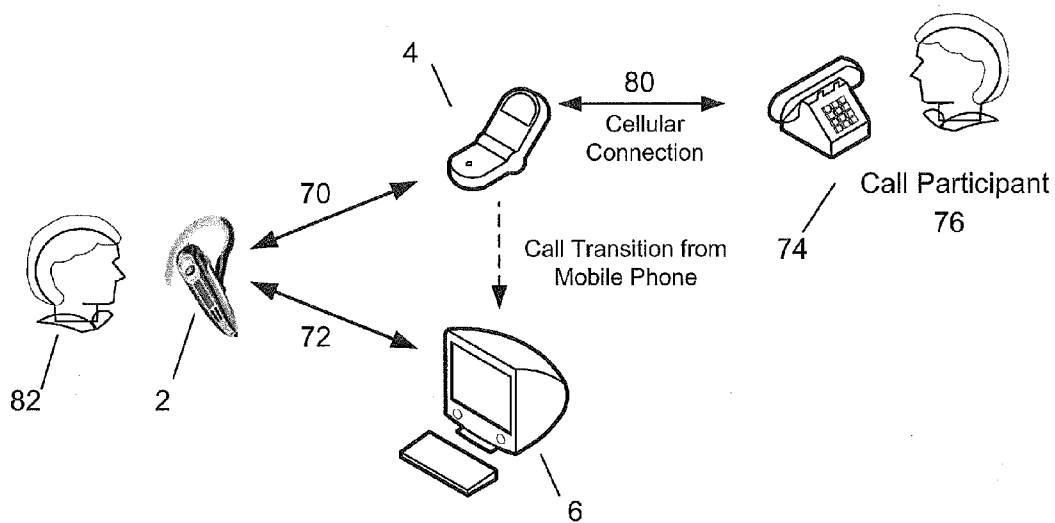 4
80
Cellular
Connection
70
74
Call Participant
76
Call Transition from
Mobile Phone
72
82
2
6